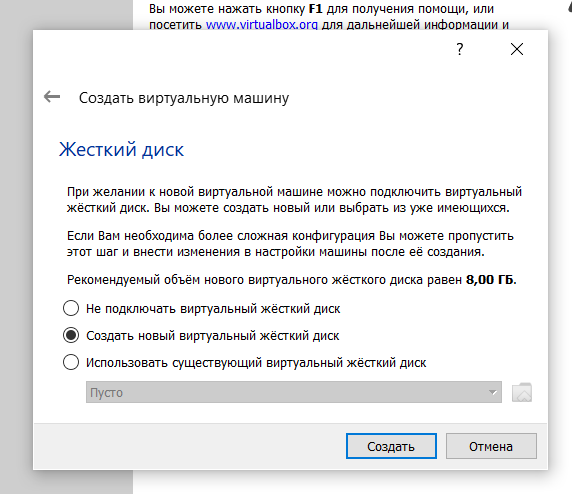 Вы можете нажать кнопку F1 для получения помощи, или
посетить www.virtualbox.org для дальнейшей информации и
?
Создать виртуальную машину
Жесткий диск
При желании к новой виртуальной машине можно подключить виртуальный
жёсткий диск. Вы можете создать новый или выбрать из уже имеющихся.
Если Вам необходима более сложная конфигурация Вы можете пропустить
этот шаг и внести изменения в настройки машины после её создания.
Рекомендуемый объём нового виртуального жёсткого диска равен 8,00 ГБ.
Не подключать виртуальный жёсткий диск
Создать новый виртуальный жёсткий диск
Использовать существующий виртуальный жёсткий диск
Пусто
Создать
Отмена